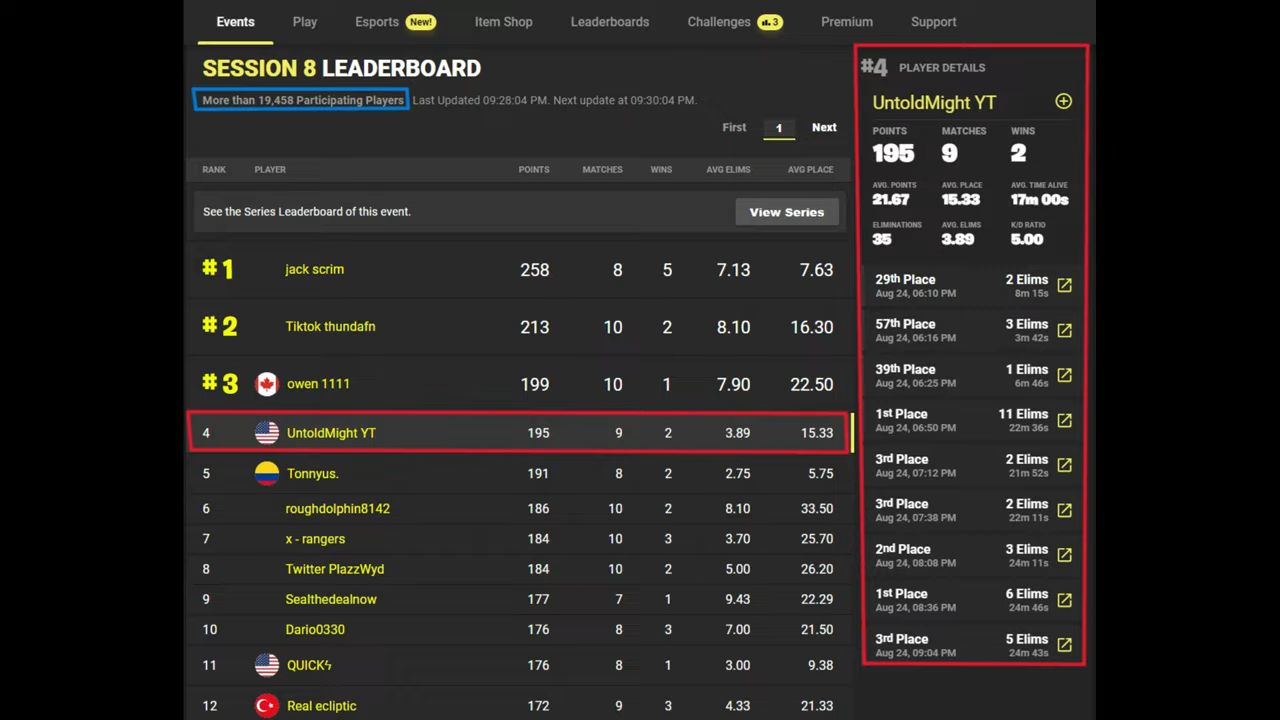 Events Play Esports New! Item Shop Leaderboards Challenges 3 Premium Support
SESSION 8 LEADERBOARD
More than 19,458 Participating Players Last Updated 09:28:04 PM. Next update at 09:30:04 PM.
First 1 Next
RANK PLAYER POINTS MATCHES WINS AVG ELIMS AVG PLACE
See the Series Leaderboard of this event. View Series
#1 jack scrim 258 8 5 7.13 7.63
#2 Tiktok thundafn 213 10 2 8.10 16.30
#3 owen 1111 199 10 1 7.90 22.50
4 UntoldMight YT 195 9 2 3.89 15.33
5 Tonnyus. 191 8 2 2.75 5.75
6 roughdolphin8142 186 10 2 8.10 33.50
7 x - rangers 184 10 3 3.70 25.70
8 Twitter PlazzWyd 184 10 2 5.00 26.20
9 Sealthedealnow 177 7 1 9.43 22.29
10 Dario0330 176 8 3 7.00 21.50
11 QUICKϟ 176 8 1 3.00 9.38
12 Real ecliptic 172 9 3 4.33 21.33
#4 PLAYER DETAILS
UntoldMight YT
POINTS MATCHES WINS
195 9 2
AVG. POINTS AVG. PLACE AVG. TIME ALIVE
21.67 15.33 17m 00s
ELIMINATIONS AVG. ELIMS K/D RATIO
35 3.89 5.00
29th Place 2 Elims
Aug 24, 06:10 PM 8m 15s
57th Place 3 Elims
Aug 24, 06:16 PM 3m 42s
39th Place 1 Elims
Aug 24, 06:25 PM 6m 46s
1st Place 11 Elims
Aug 24, 06:50 PM 22m 36s
3rd Place 2 Elims
Aug 24, 07:12 PM 21m 52s
3rd Place 2 Elims
Aug 24, 07:38 PM 22m 11s
2nd Place 3 Elims
Aug 24, 08:08 PM 24m 11s
1st Place 6 Elims
Aug 24, 08:36 PM 24m 46s
3rd Place 5 Elims
Aug 24, 09:04 PM 24m 43s